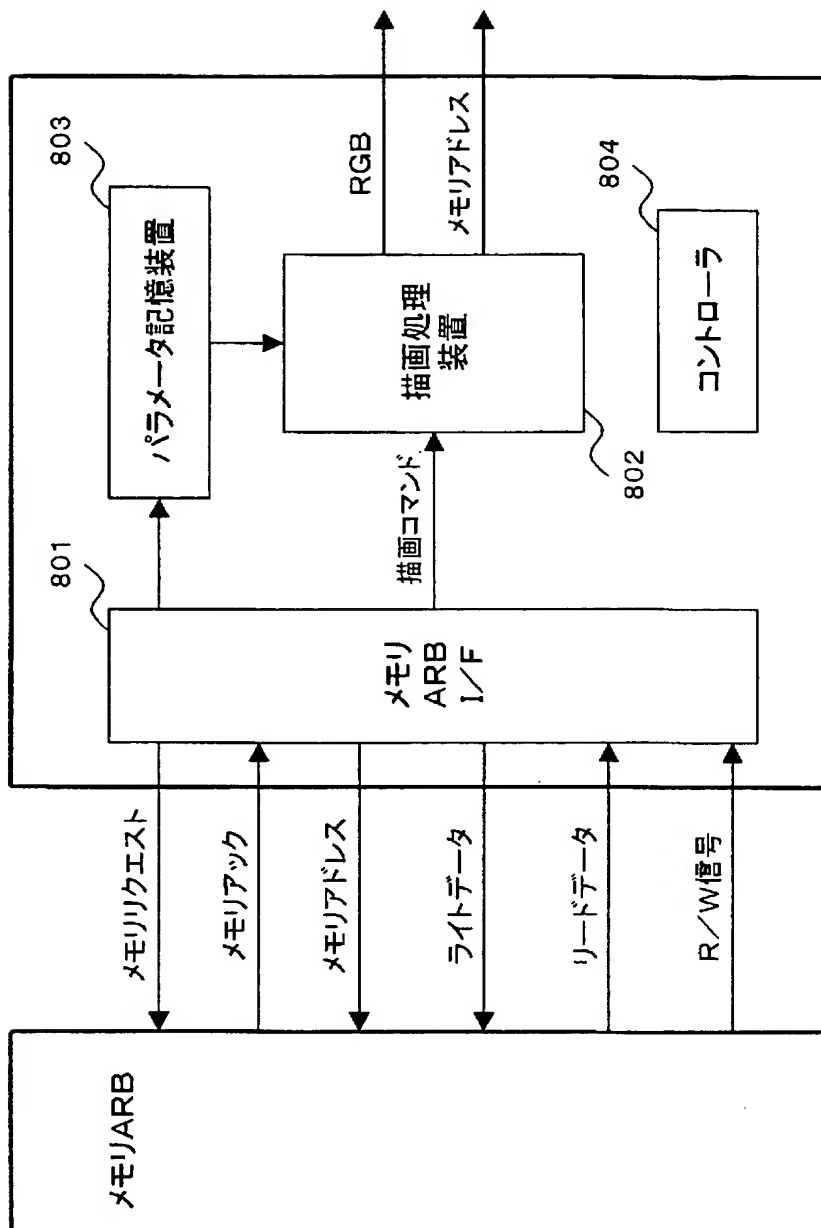 メモリARB
メモリリクエスト
メモリアック
メモリアドレス
ライトデータ
リードデータ
R/W信号
801
メモリ
ARB
I/F
描画コマンド
803
パラメータ記憶装置
描画処理
装置
802
RGB
メモリアドレス
804
コントローラ